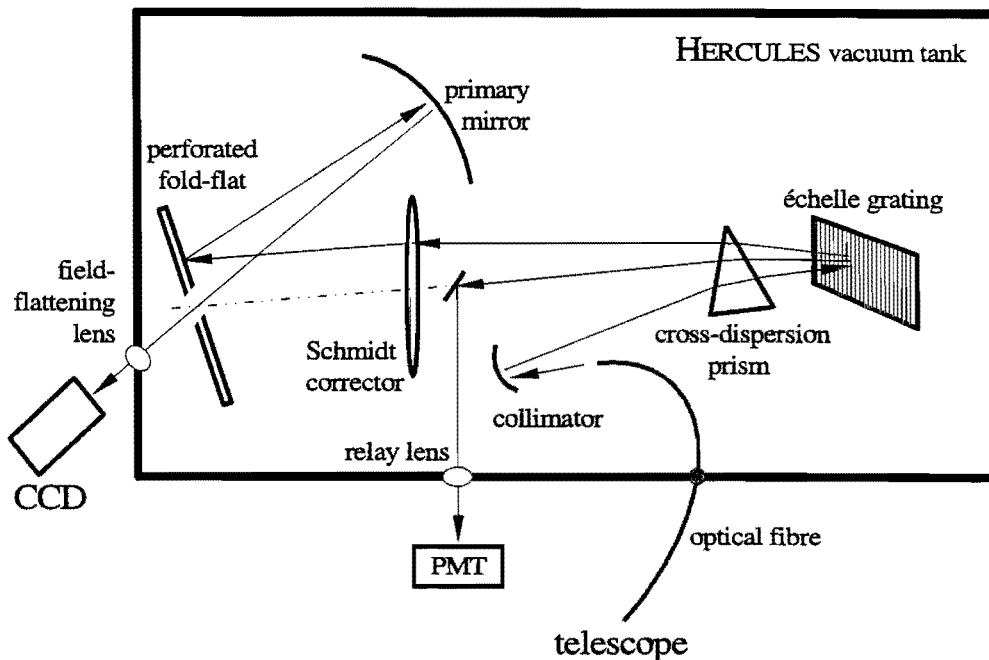 HERCULES vacuum tank
primary
mirror
perforated
fold-flat
échelle grating
field-
flattening
lens
Schmidt
corrector
cross-dispersion
prism
collimator
relay lens
CCD
optical fibre
PMT
telescope